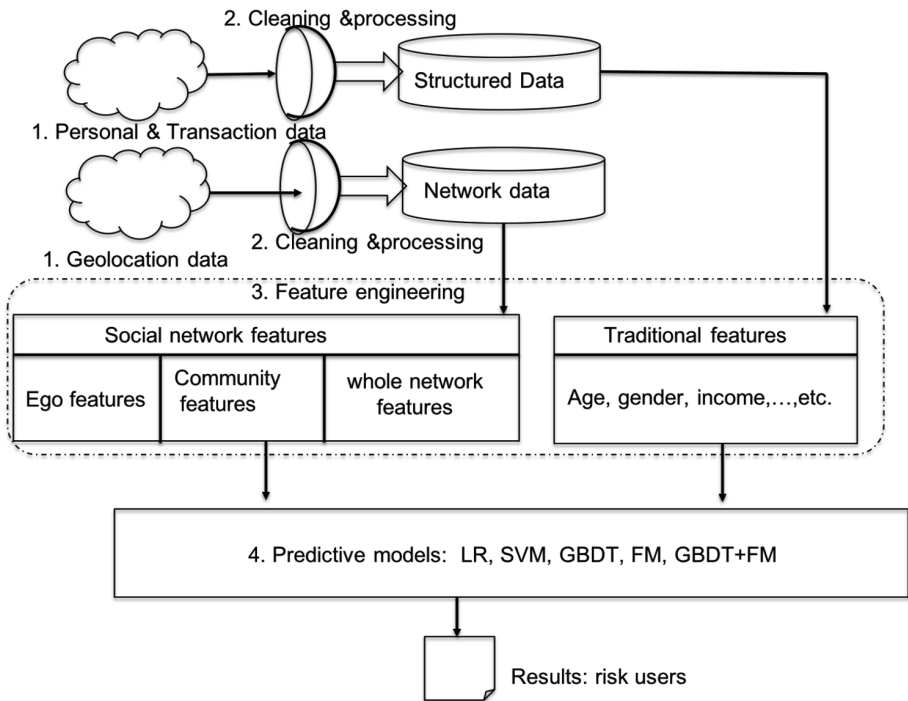 2. Cleaning &processing
Structured Data
1. Personal & Transaction data
Network data
2. Cleaning &processing
1. Geolocation data
3. Feature engineering
Social network features
Traditional features
Ego features
Community
features
whole network
features
Age, gender, income,...,etc.
4. Predictive models: LR, SVM, GBDT, FM, GBDT+FM
Results: risk users